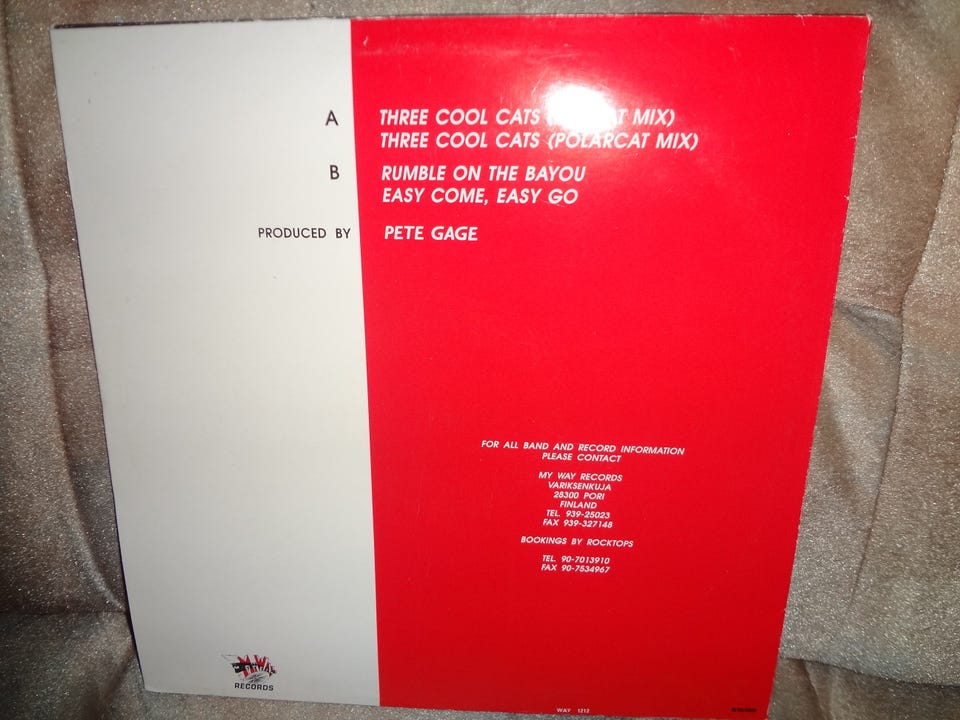 A THREE COOL CATS ( T MIX)
THREE COOL CATS (POLARCAT MIX)
B RUMBLE ON THE BAYOU
EASY COME, EASY GO
PRODUCED BY PETE GAGE
FOR ALL BAND AND RECORD INFORMATION
PLEASE CONTACT
MY WAY RECORDS
VARIKSENKUJA
28300 PORI
FINLAND
TEL. 939-25023
FAX 939-327148
BOOKINGS BY ROCKTOPS
TEL. 90-7013910
FAX 90-7534967
RECORDS
WAY 1212